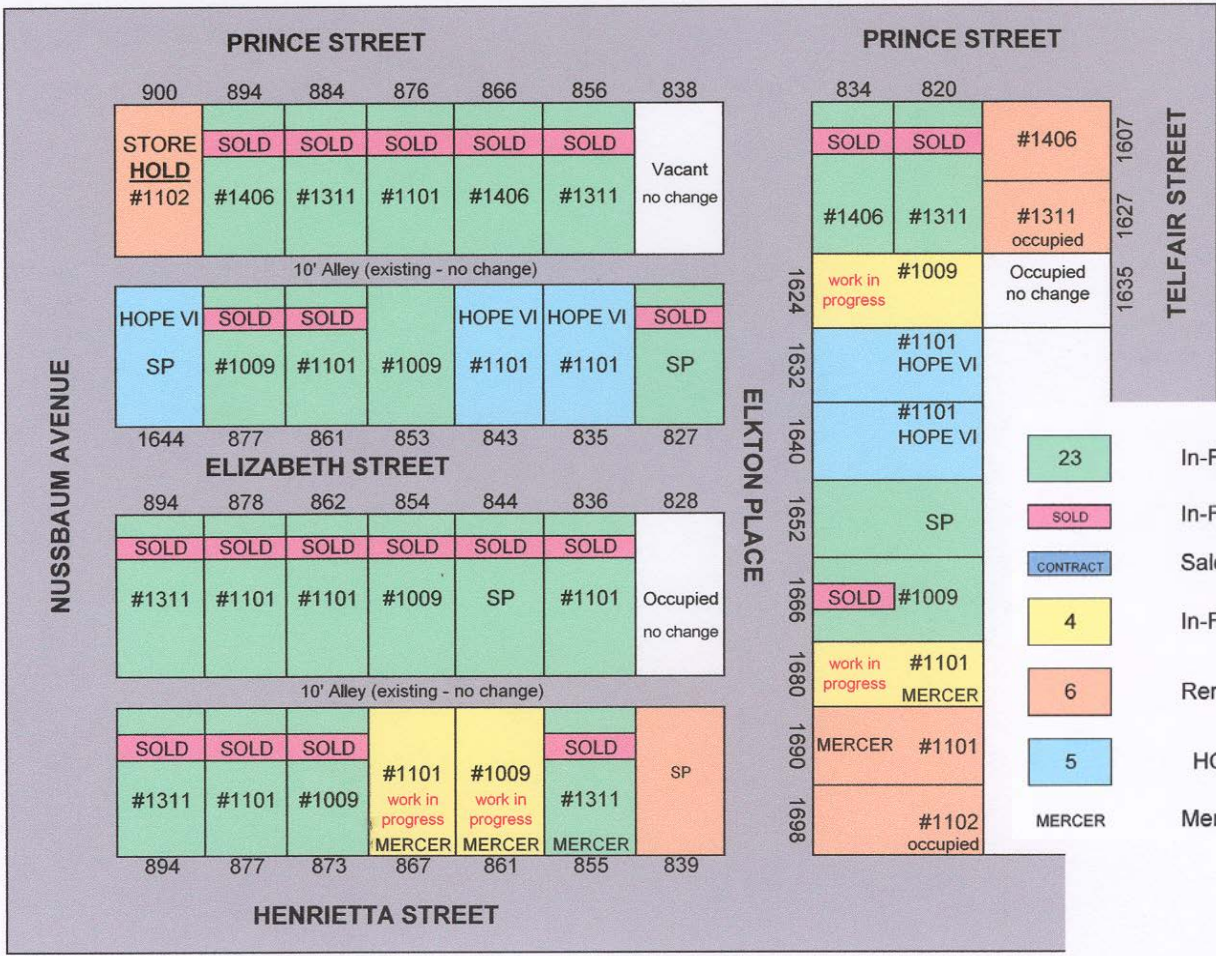 PRINCE STREET
900 894 884 876 866 856 838
STORE
HOLD
#1102
SOLD SOLD SOLD SOLD SOLD
#1406 #1311 #1101 #1406 #1311
Vacant
no change
10' Alley (existing - no change)
HOPE VI
SP
SOLD SOLD
#1009 #1101 #1009
HOPE VI HOPE VI
#1101 #1101
SOLD
SP
1644 877 861 853 843 835 827
ELIZABETH STREET
NUSSBAUM AVENUE
894 878 862 854 844 836 828
SOLD SOLD SOLD SOLD SOLD SOLD
#1311 #1101 #1101 #1009 SP #1101
Occupied
no change
10' Alley (existing - no change)
SOLD SOLD SOLD
#1311 #1101 #1009
#1101
work in
progress
MERCER
#1009
work in
progress
MERCER
SOLD
#1311
MERCER
SP
894 877 873 867 861 855 839
HENRIETTA STREET
ELKTON PLACE
PRINCE STREET
834 820
SOLD SOLD
#1406 #1311
#1406
1607
#1311
occupied
1627
TELFAIR STREET
1624
work in
progress
#1009
Occupied
no change
1635
1632
#1101
HOPE VI
1640
#1101
HOPE VI
1652
SP
1666
SOLD #1009
1680
work in
progress
#1101
MERCER
1690
MERCER #1101
1698
#1102
occupied
23 In-F
SOLD In-F
CONTRACT Sale
4 In-F
6 Ren
5 HO
MERCER Mer